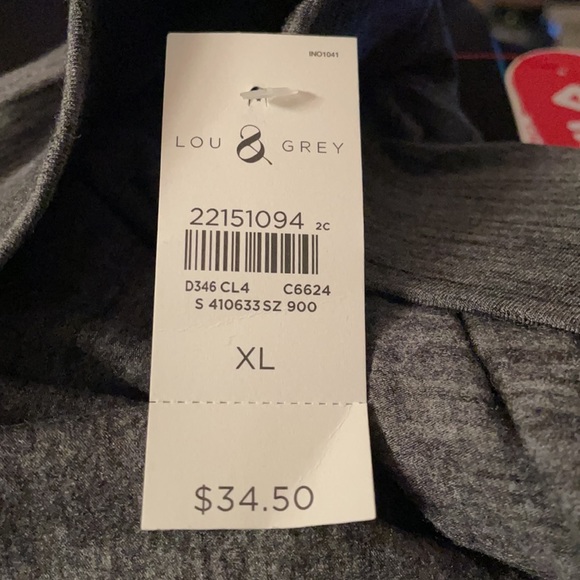 INO1041
LOU & GREY
22151094 2C
D346 CL4 C6624
S 410633 SZ 900
XL
$34.50